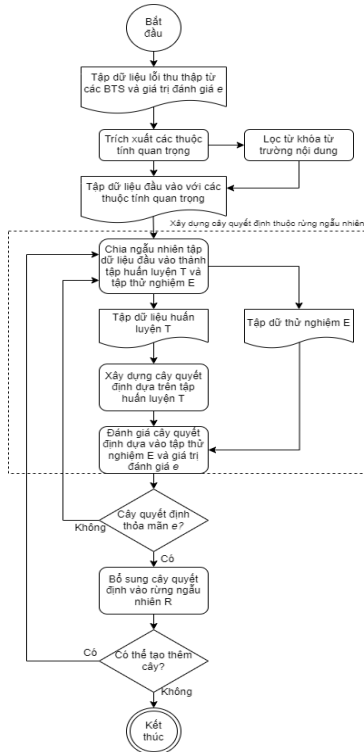 Bắt
đầu
Tập dữ liệu lỗi thu thập từ
các BTS và giá trị đánh giá e
Trích xuất các thuộc
tính quan trọng
Lọc từ khóa từ
trường nội dung
Tập dữ liệu đầu vào với các
thuộc tính quan trọng
Xây dựng cây quyết định thuộc rừng ngẫu nhiên
Chia ngẫu nhiên tập
dữ liệu đầu vào thành
tập huấn luyện T và
tập thử nghiệm E
Tập dữ liệu huấn
luyện T
Tập dữ thử nghiệm E
Xây dựng cây quyết
định dựa trên tập
huấn luyện T
Đánh giá cây quyết định
dựa vào tập thử
nghiệm E và giá trị
đánh giá e
Cây quyết định
thỏa mãn e?
Không
Có
Bổ sung cây quyết
định vào rừng ngẫu
nhiên R
Có
Có thể tạo thêm
cây?
Không
Kết
thúc